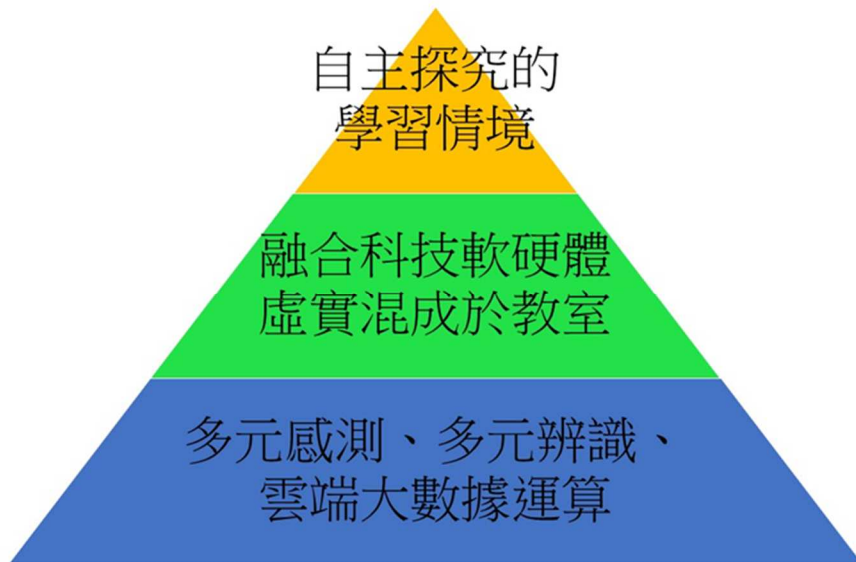 自主探究的
學習情境
融合科技軟硬體
虛實混成於教室
多元感測、多元辨識、
雲端大數據運算